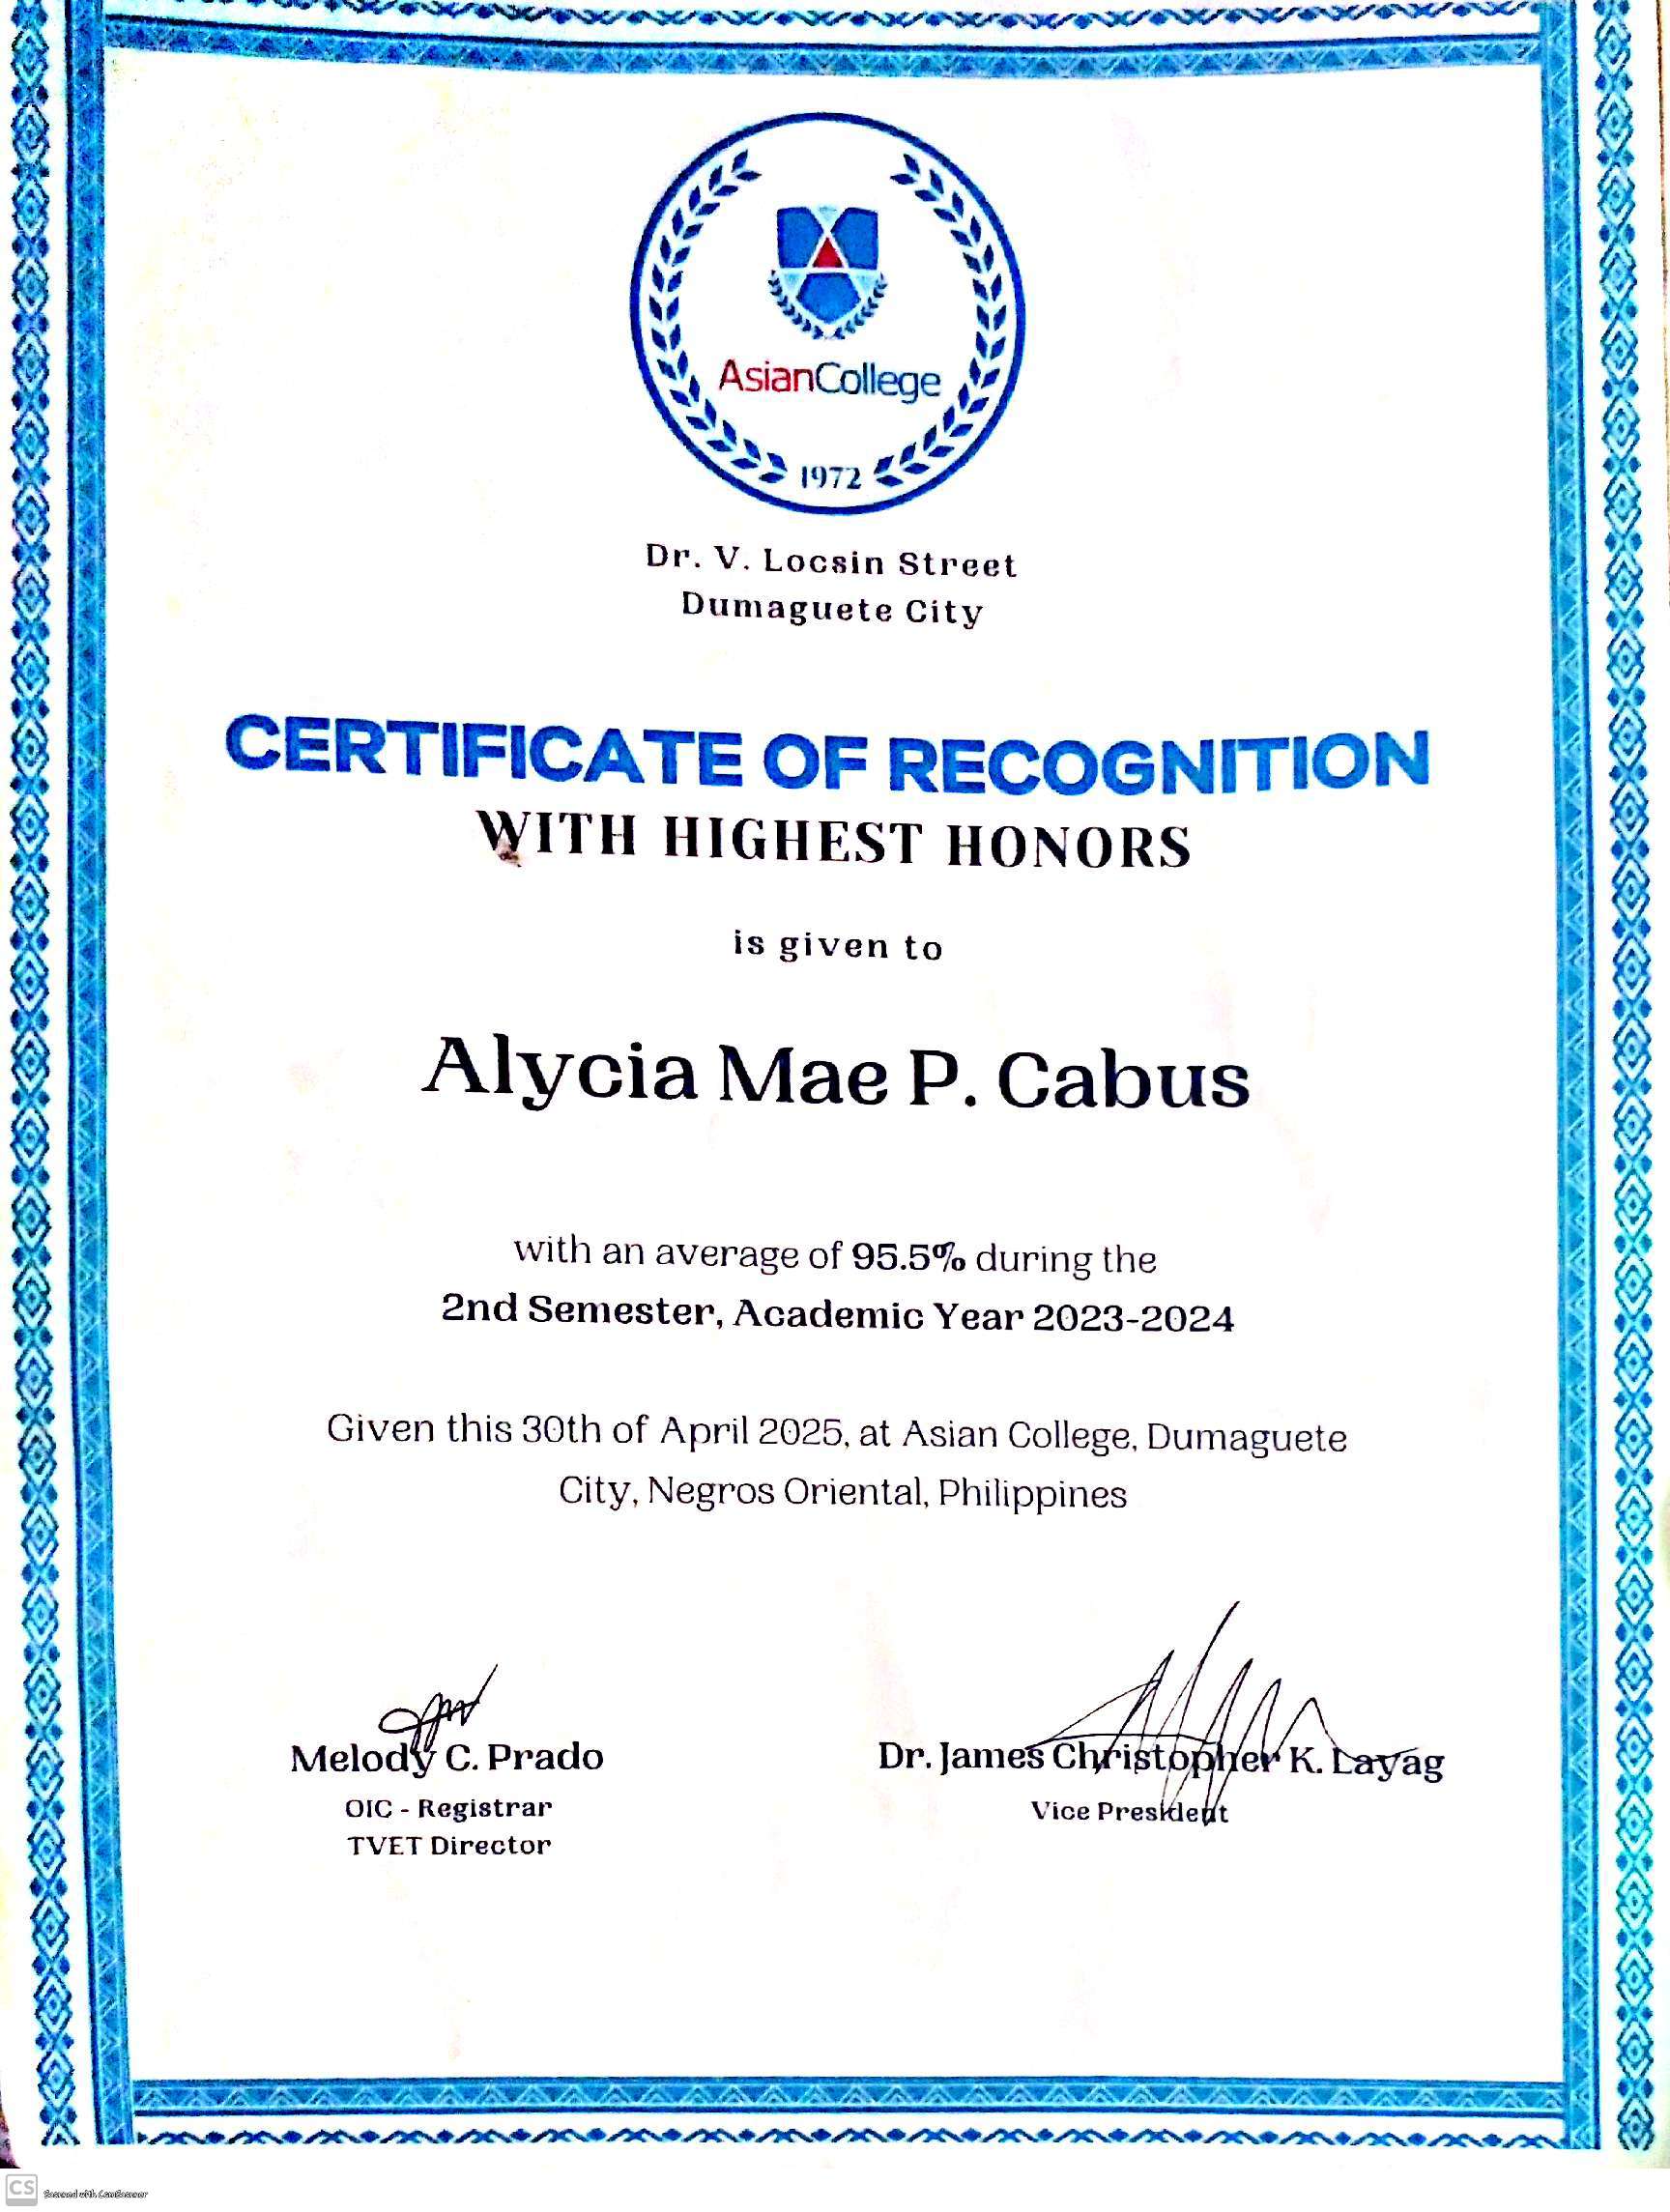 AsianCollege
1972
Dr. V. Locsin Street
Dumaguete City
CERTIFICATE OF RECOGNITION
WITH HIGHEST HONORS
is given to
Alycia Mae P. Cabus
with an average of 95.5% during the
2nd Semester, Academic Year 2023-2024
Given this 30th of April 2025, at Asian College, Dumaguete
City, Negros Oriental, Philippines
Melody C. Prado
OIC - Registrar
TVET Director
Dr. James Christopher K. Layag
Vice President
CS Scanned with CamScanner